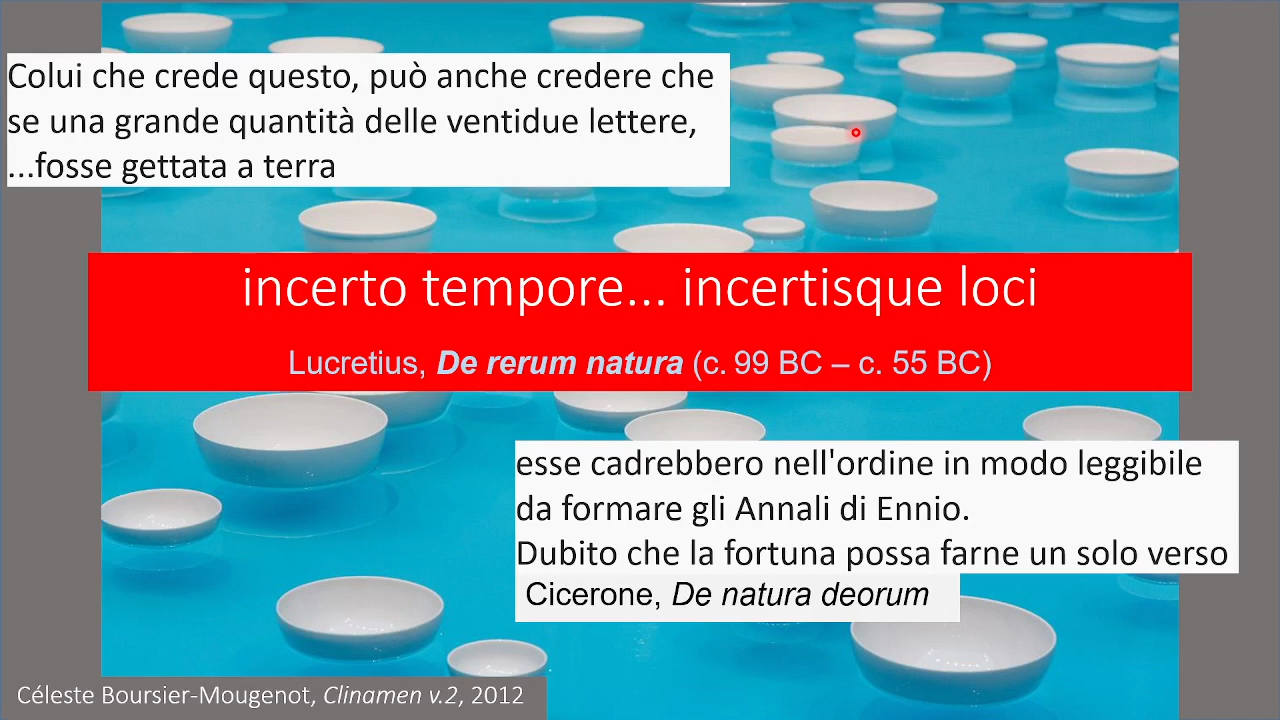 Colui che crede questo, può anche credere che
se una grande quantità delle ventidue lettere,
...fosse gettata a terra
incerto tempore... incertisque loci
Lucretius, De rerum natura (c. 99 BC – c. 55 BC)
esse cadrebbero nell'ordine in modo leggibile
da formare gli Annali di Ennio.
Dubito che la fortuna possa farne un solo verso
Cicerone, De natura deorum
Céleste Boursier-Mougenot, Clinamen v.2, 2012